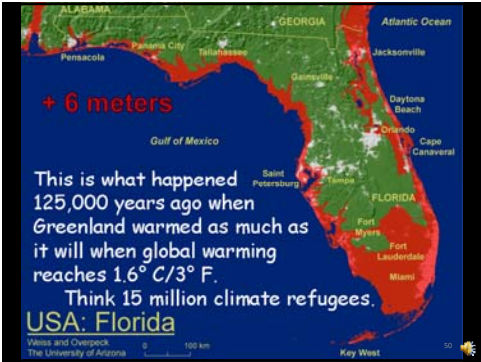 ALABAMA
GEORGIA
Atlantic Ocean
Pensacola
Panama City
Tallahassee
Jacksonville
Gainsville
+ 6 meters
Daytona
Beach
Orlando
Gulf of Mexico
Cape
Canaveral
This is what happened
Saint
Petersburg
Tampa
125,000 years ago when
FLORIDA
Greenland warmed as much as
it will when global warming
Fort
Myers
reaches 1.6° C/3° F.
Fort
Lauderdale
Miami
Think 15 million climate refugees.
USA: Florida
Weiss and Overpeck
The University of Arizona
0 100 km
Key West
50